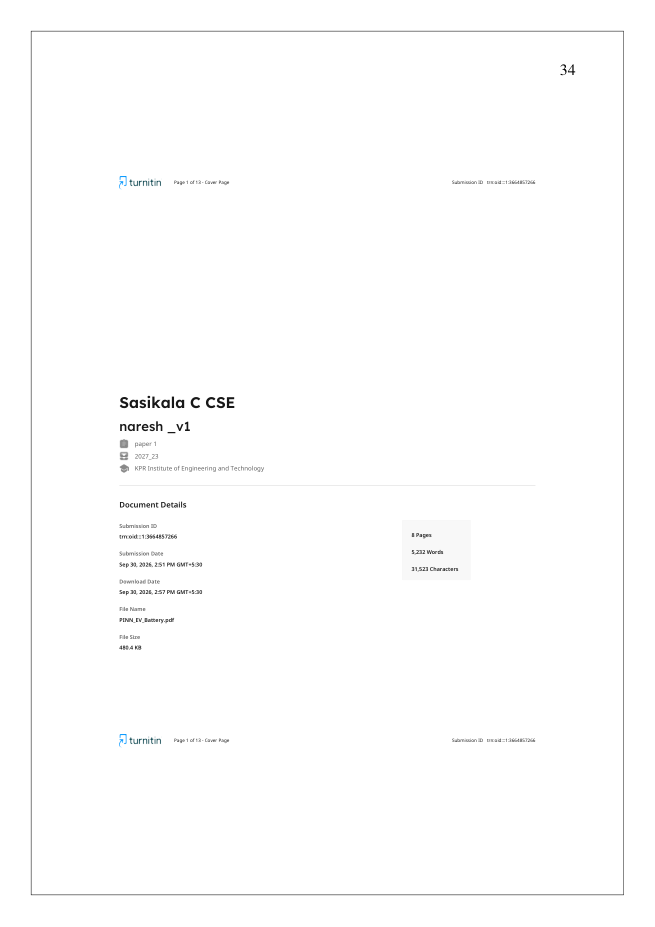 34
turnitin Page 1 of 13 - Cover Page Submission ID trn:oid:::1:3664857266
Sasikala C CSE
naresh _v1
paper 1
2027_23
KPR Institute of Engineering and Technology
Document Details
Submission ID
trn:oid:::1:3664857266
Submission Date
Sep 30, 2026, 2:51 PM GMT+5:30
Download Date
Sep 30, 2026, 2:57 PM GMT+5:30
File Name
PINN_EV_Battery.pdf
File Size
480.4 KB
8 Pages
5,232 Words
31,523 Characters
turnitin Page 1 of 13 - Cover Page Submission ID trn:oid:::1:3664857266